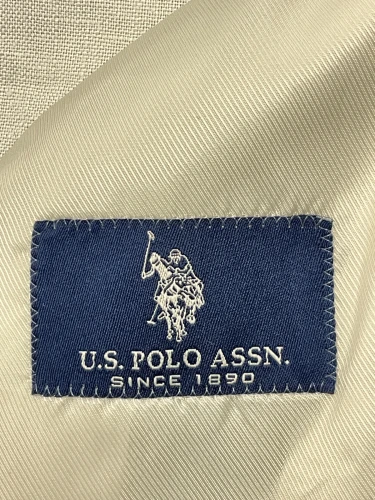 U.S. POLO ASSN.
SINCE 1890